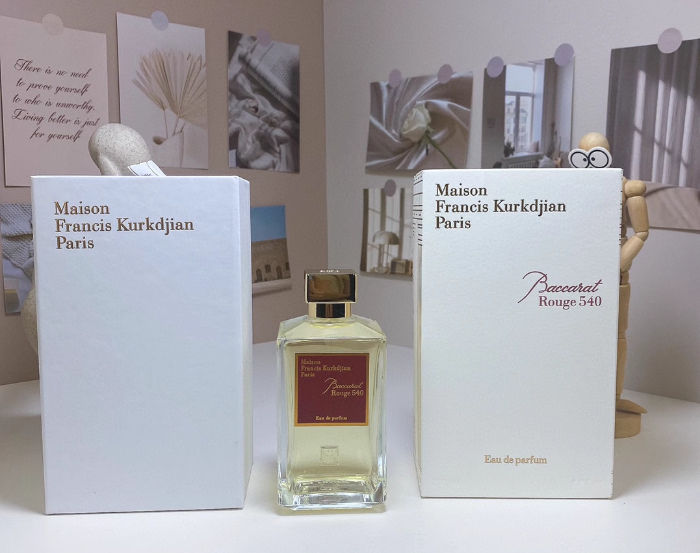 There is no need
to prove yourself
to who is unworthy.
Living better is just
for yourself
Maison
Francis Kurkdjian
Paris
Maison
Francis Kurkdjian
Paris
Baccarat
Rouge 540
Eau de parfum
Maison
Francis Kurkdjian
Paris
Baccarat
Rouge 540
Eau de parfum